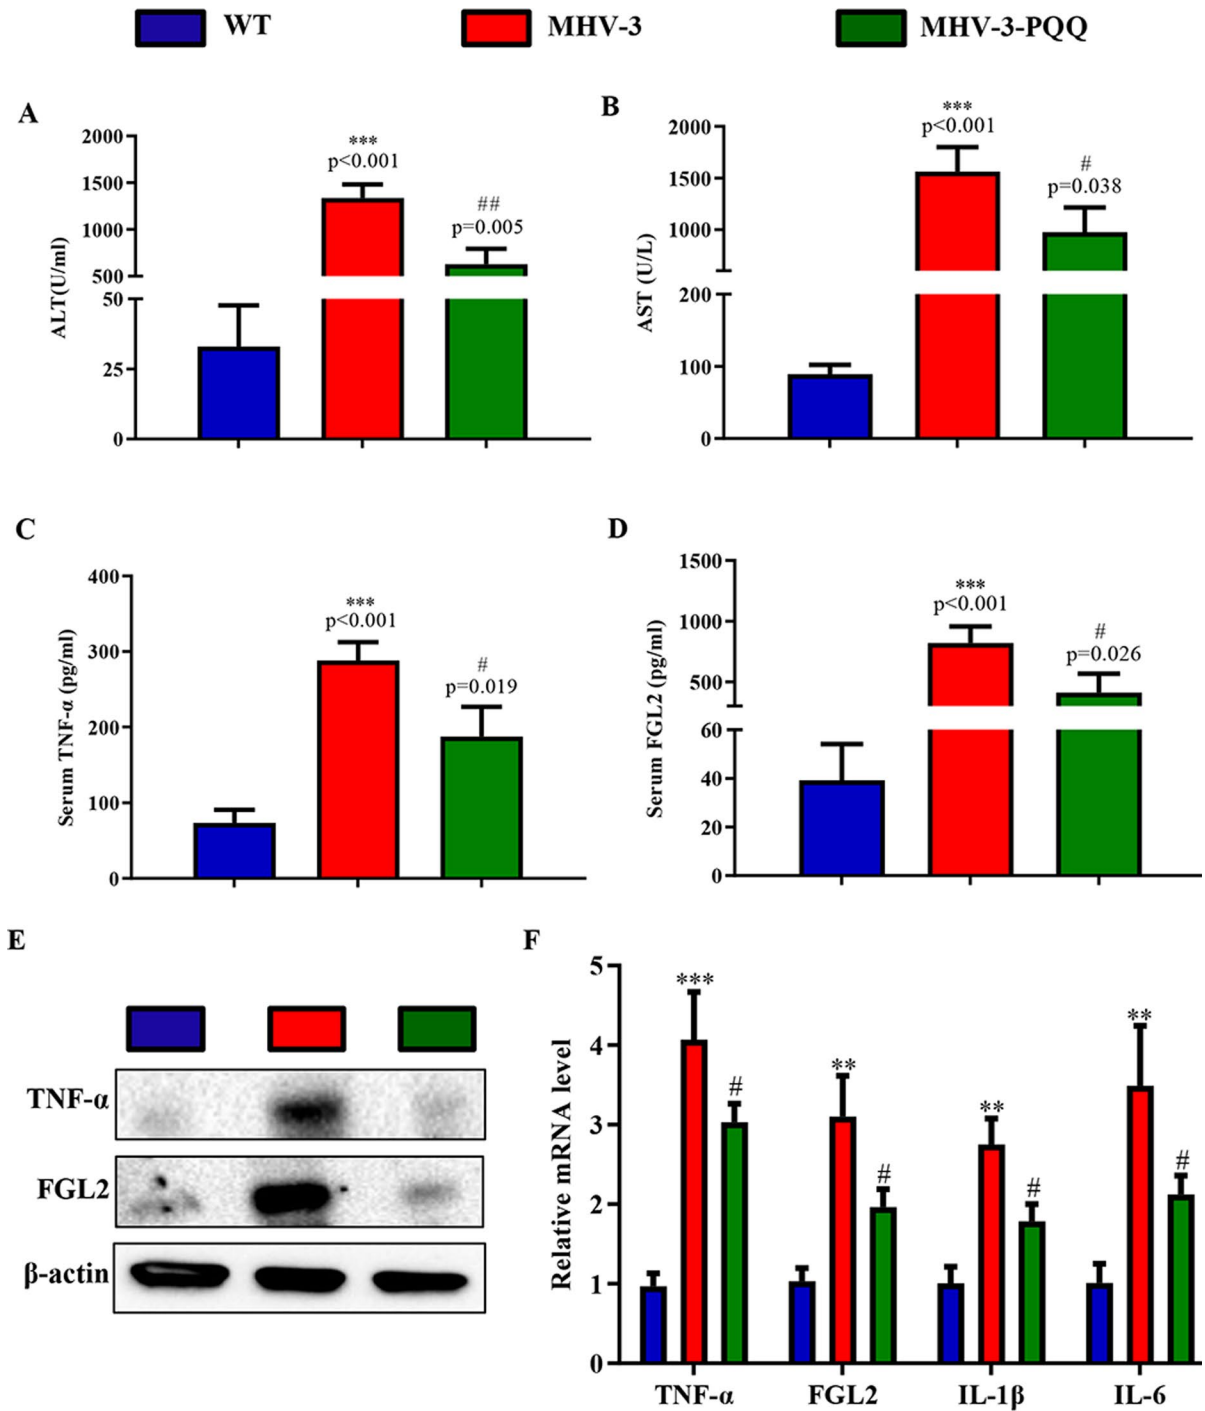 WT MHV-3 MHV-3-PQQ
A
ALT(U/ml)
2000
1500
1000
500
50
25
0
***
p<0.001
##
p=0.005
B
AST (U/L)
2000
1500
1000
200
100
0
***
p<0.001
#
p=0.038
C
Serum TNF-α (pg/ml)
400
300
200
100
0
***
p<0.001
#
p=0.019
D
Serum FGL2 (pg/ml)
1500
1000
500
60
40
20
0
***
p<0.001
#
p=0.026
E
TNF-α
FGL2
β-actin
F
Relative mRNA level
5
4
3
2
1
0
***
#
**
#
**
#
**
#
TNF-α FGL2 IL-1β IL-6